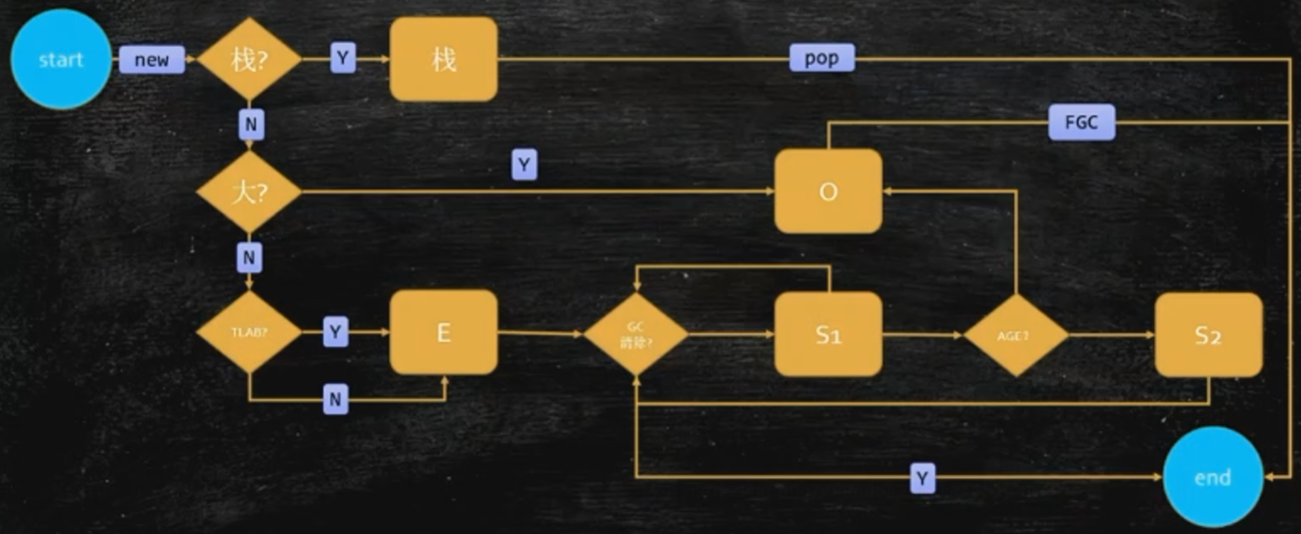 start
new
栈?
Y
栈
pop
N
FGC
大?
Y
O
N
TLAB?
Y
E
GC
清除?
S1
AGE?
S2
N
Y
end